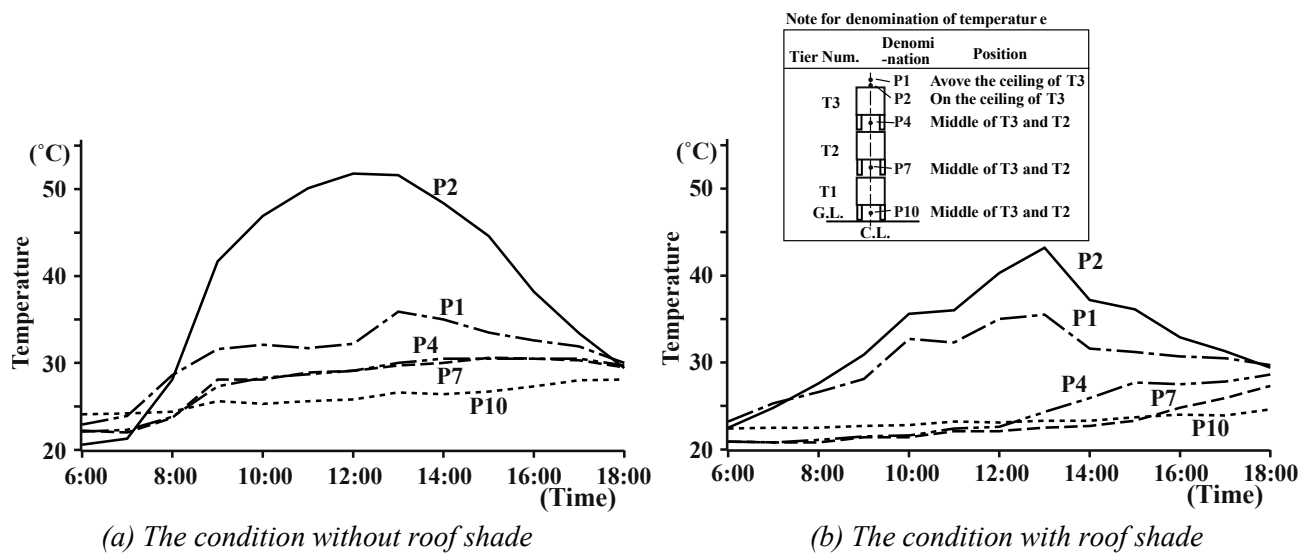 Note for denomination of temperatur e
Tier Num.
Denomi
-nation
Position
P1 Avove the ceiling of T3
P2 On the ceiling of T3
T3
P4 Middle of T3 and T2
T2
P7 Middle of T3 and T2
T1
G.L.
P10 Middle of T3 and T2
C.L.
(˚C)
50
40
30
20
Temperature
P2
P1
P4
P7
P10
6:00 8:00 10:00 12:00 14:00 16:00 18:00
(Time)
(a) The condition without roof shade
(˚C)
50
40
30
20
Temperature
P2
P1
P4
P7
P10
6:00 8:00 10:00 12:00 14:00 16:00 18:00
(Time)
(b) The condition with roof shade